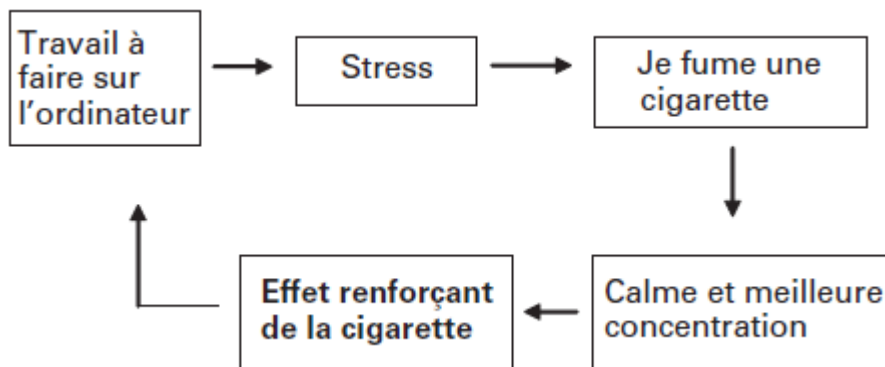 Travail à
faire sur
l'ordinateur
Stress
Je fume une
cigarette
Calme et meilleure
concentration
Effet renforçant
de la cigarette